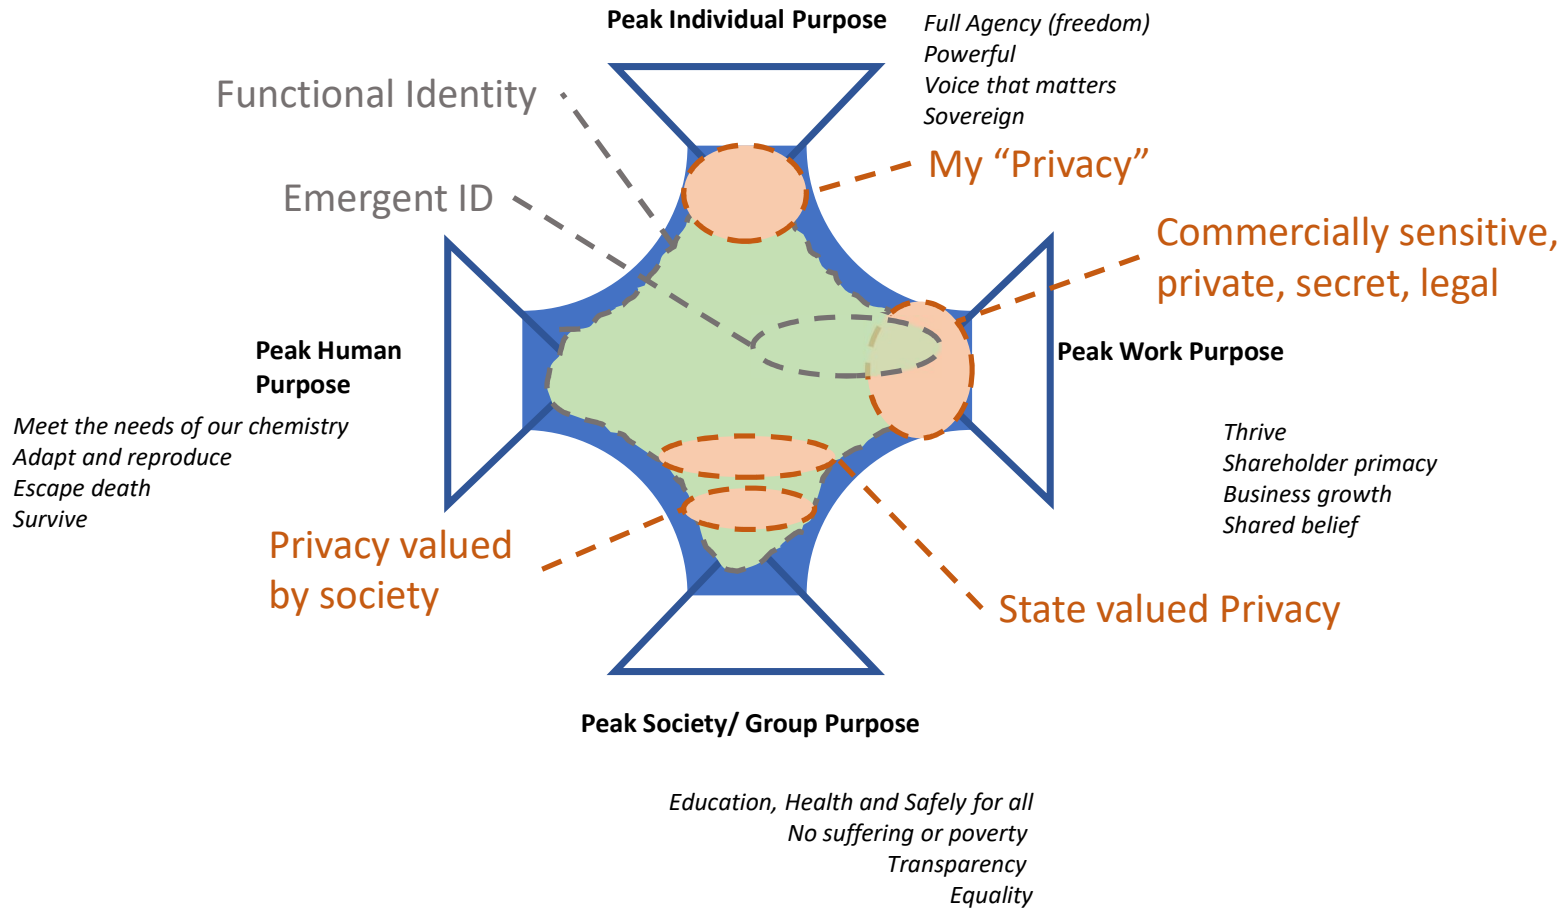 Peak Individual Purpose
Full Agency (freedom)
Powerful
Voice that matters
Sovereign
Functional Identity
My “Privacy”
Emergent ID
Commercially sensitive,
private, secret, legal
Peak Human
Purpose
Peak Work Purpose
Meet the needs of our chemistry
Adapt and reproduce
Escape death
Survive
Thrive
Shareholder primacy
Business growth
Shared belief
Privacy valued
by society
State valued Privacy
Peak Society/ Group Purpose
Education, Health and Safely for all
No suffering or poverty
Transparency
Equality